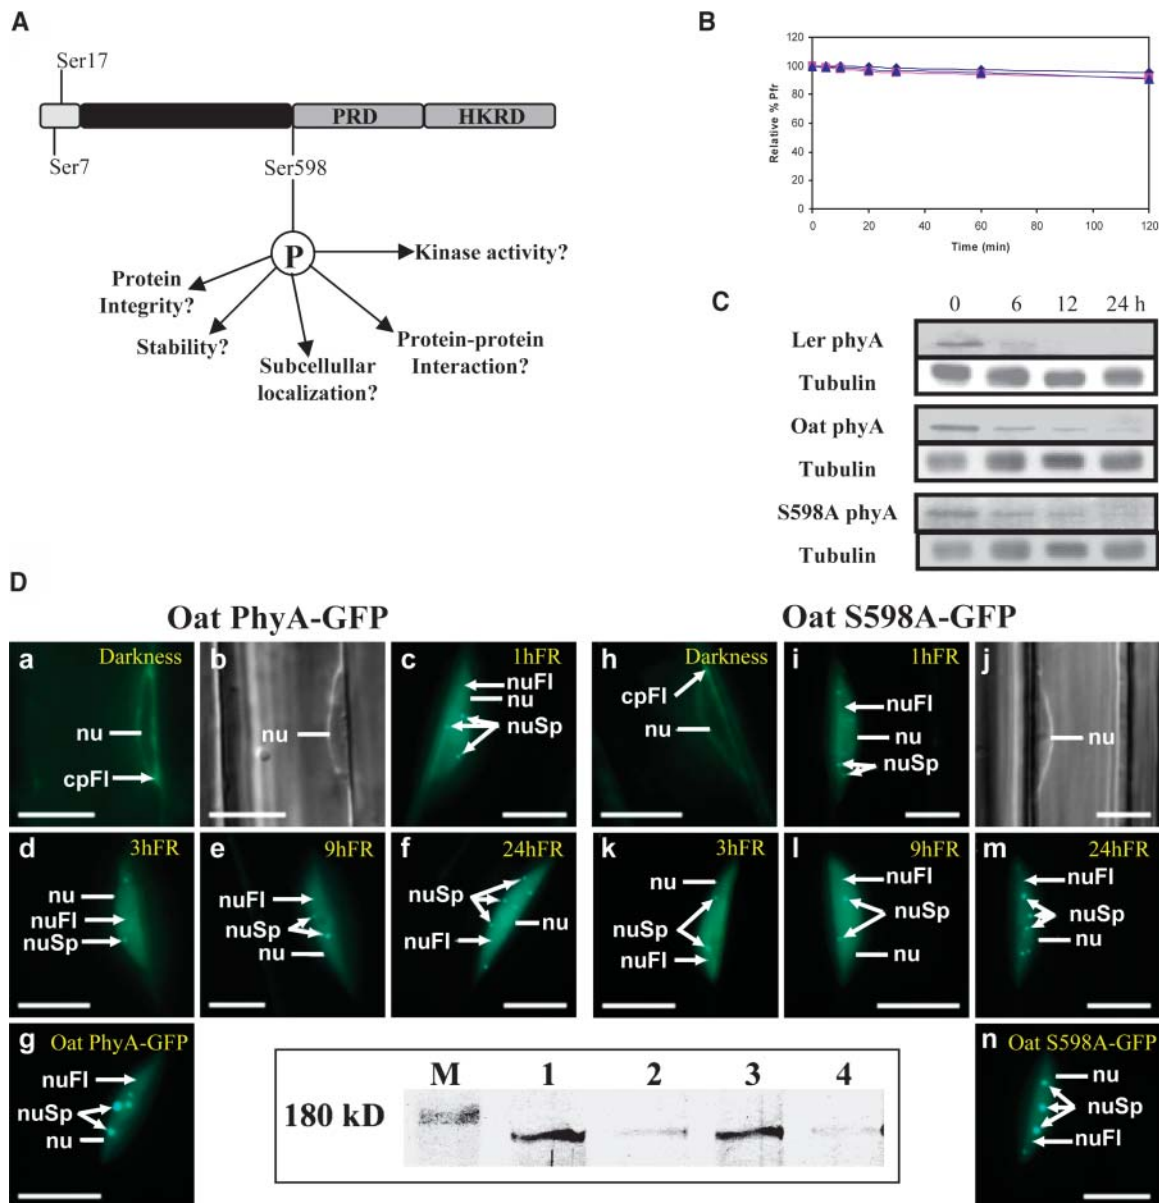 A
Ser17
PRD
HKRD
Ser7
Ser598
P
Kinase activity?
Protein
Integrity?
Stability?
Subcellullar
localization?
Protein-protein
Interaction?
B
120
100
80
60
40
20
0
Relative % Pfr
0
20
40
60
80
100
120
Time (min)
C
0 6 12 24 h
Ler phyA
Tubulin
Oat phyA
Tubulin
S598A phyA
Tubulin
D
Oat PhyA-GFP
a
Darkness
nu
cpFl
b
nu
c
1hFR
nuFl
nu
nuSp
d
3hFR
nu
nuFl
nuSp
e
9hFR
nuFl
nuSp
nu
f
24hFR
nuSp
nu
nuFl
g
Oat PhyA-GFP
nuFl
nuSp
nu
Oat S598A-GFP
h
Darkness
cpFl
nu
i
1hFR
nuFl
nu
nuSp
j
nu
k
3hFR
nu
nuSp
nuFl
l
9hFR
nuFl
nuSp
nu
m
24hFR
nuFl
nuSp
nu
n
Oat S598A-GFP
nu
nuSp
nuFl
M 1 2 3 4
180 kD